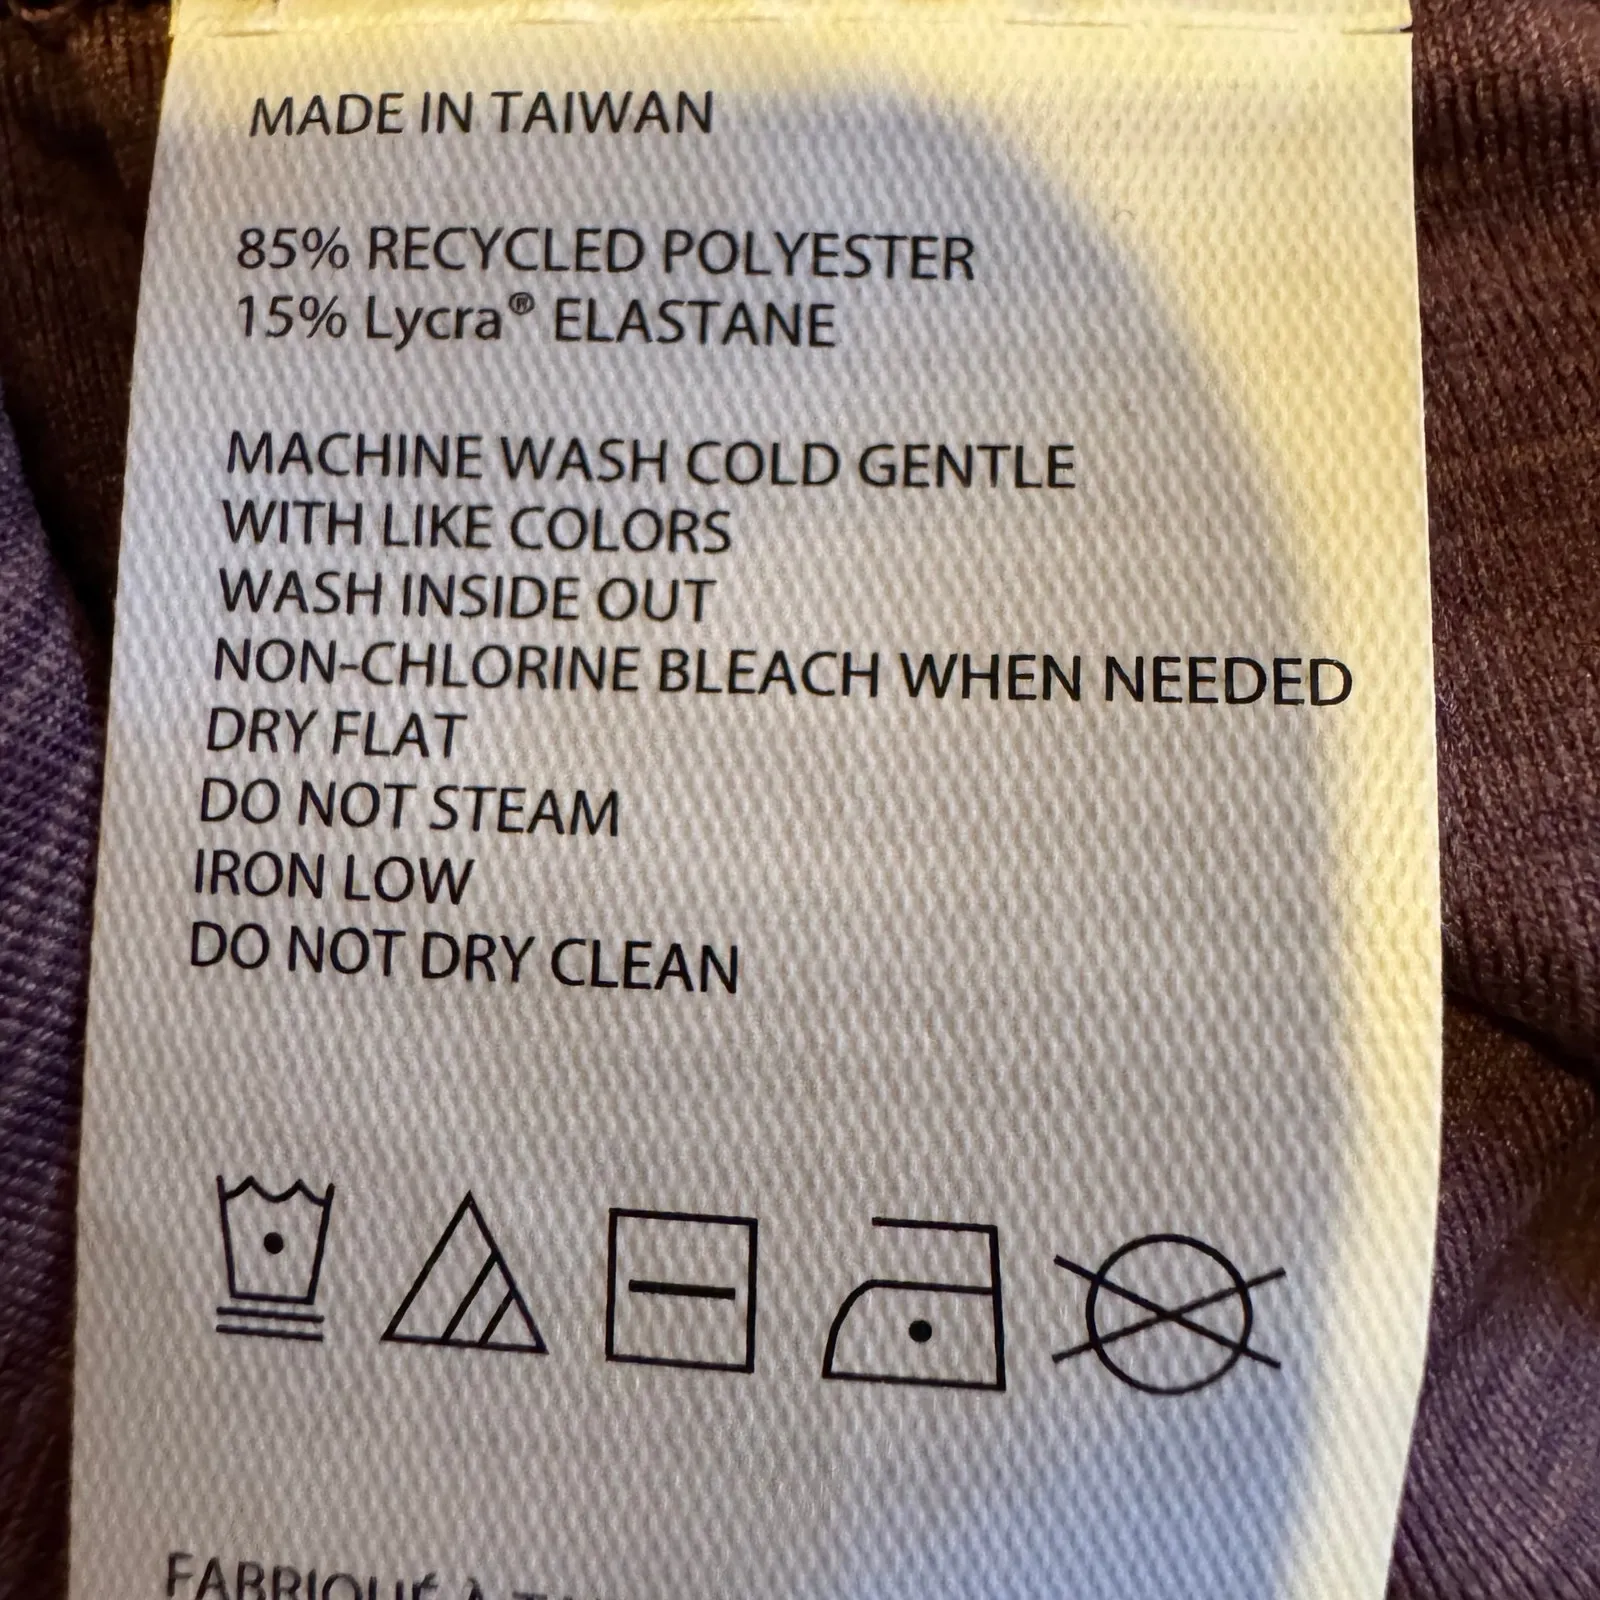 MADE IN TAIWAN
85% RECYCLED POLYESTER
15% Lycra® ELASTANE
MACHINE WASH COLD GENTLE
WITH LIKE COLORS
WASH INSIDE OUT
NON-CHLORINE BLEACH WHEN NEEDED
DRY FLAT
DO NOT STEAM
IRON LOW
DO NOT DRY CLEAN
FABRIQUÉ À